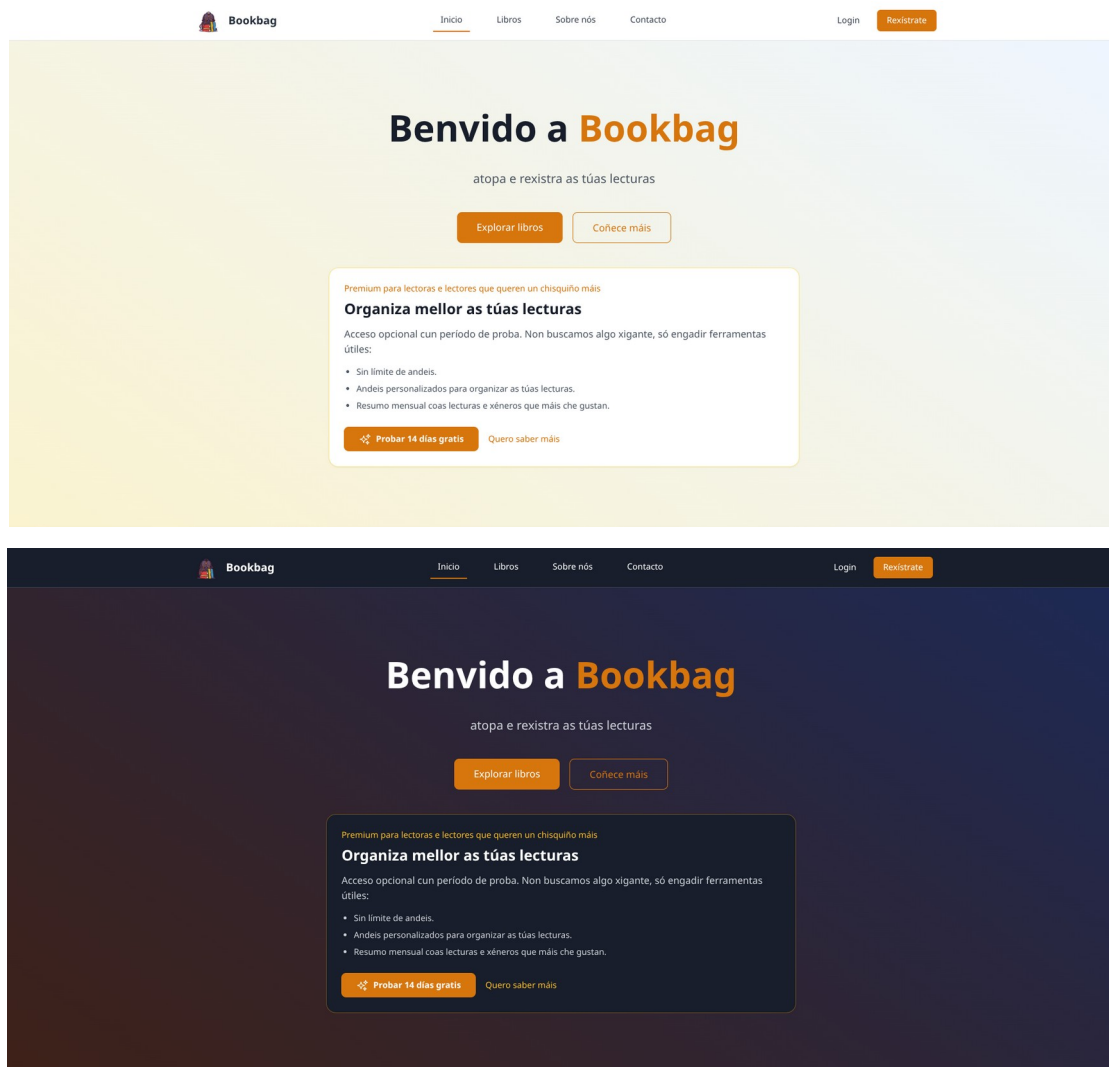 Bookbag
Inicio Libros Sobre nós Contacto
Login Rexístrate
Benvido a Bookbag
atopa e rexistra as túas lecturas
Explorar libros Coñece máis
Premium para lectoras e lectores que queren un chisquiño máis
Organiza mellor as túas lecturas
Acceso opcional cun período de proba. Non buscamos algo xigante, só engadir ferramentas
útiles:
• Sin límite de andeis.
• Andeis personalizados para organizar as túas lecturas.
• Resumo mensual coas lecturas e xéneros que máis che gustan.
Probar 14 días gratis Quero saber máis
Bookbag
Inicio Libros Sobre nós Contacto
Login Rexístrate
Benvido a Bookbag
atopa e rexistra as túas lecturas
Explorar libros Coñece máis
Premium para lectoras e lectores que queren un chisquiño máis
Organiza mellor as túas lecturas
Acceso opcional cun período de proba. Non buscamos algo xigante, só engadir ferramentas
útiles:
• Sin límite de andeis.
• Andeis personalizados para organizar as túas lecturas.
• Resumo mensual coas lecturas e xéneros que máis che gustan.
Probar 14 días gratis Quero saber máis